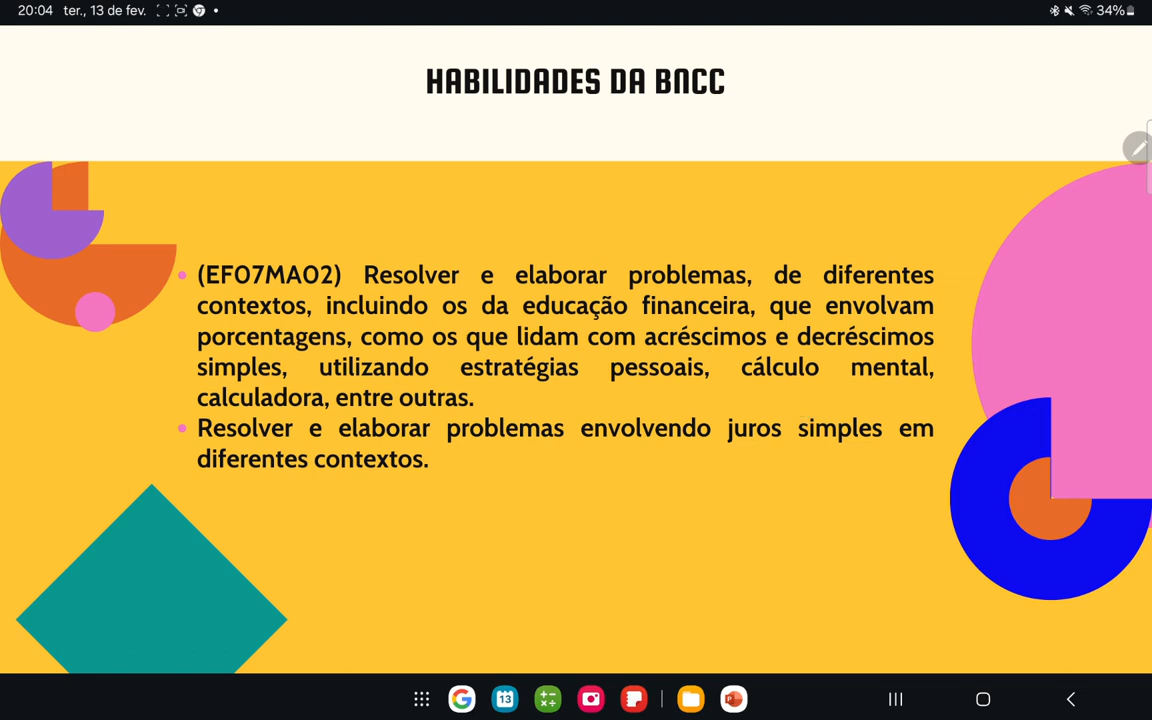 20:04 ter., 13 de fev.
34%
HABILIDADES DA BNCC
(EF07MA02) Resolver e elaborar problemas, de diferentes
contextos, incluindo os da educação financeira, que envolvam
porcentagens, como os que lidam com acréscimos e decréscimos
simples, utilizando estratégias pessoais, cálculo mental,
calculadora, entre outras.
Resolver e elaborar problemas envolvendo juros simples em
diferentes contextos.
13